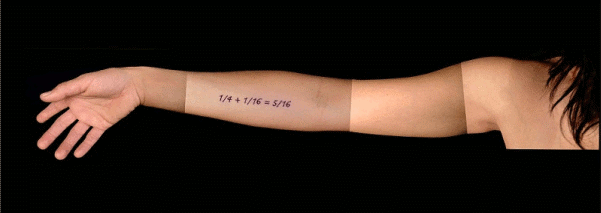 1/4 + 1/16 = 5/16